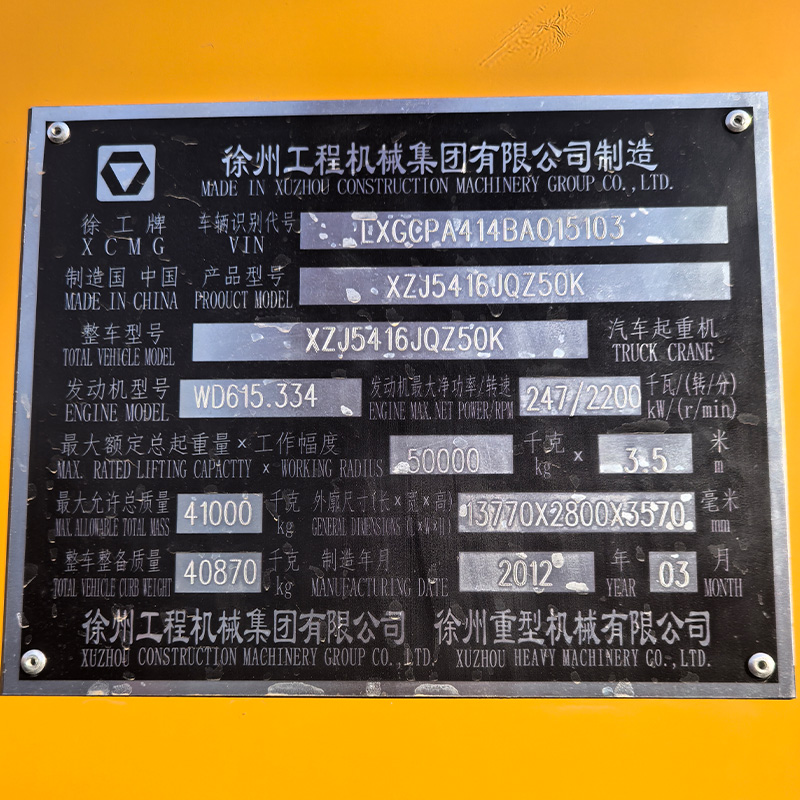 徐州工程机械集团有限公司制造
MADE IN XUZHOU CONSTRUCTION MACHINERY GROUP CO., LTD.
徐工牌 车辆识别代号 LXGCPA414BA015103
XCMG VIN
制造国 中国 产品型号 XZJ5416JQZ50K
MADE IN CHINA PROOUCT MODEL
整车型号 XZJ5416JQZ50K 汽车起重机
TOTAL VEHICLE MODEL TRUCK CRANE
发动机型号 WD615.334 发动机最大净功率/转速 247/2200 千瓦/(转/分)
ENGINE MODEL ENGINE MAX.NET POWER/RPM kW/(r/min)
最大额定总起重量×工作幅度 50000 千克 × 3.5 米
MAX. RATED LIFTING CAPACTTY × WORKING RADIUS kg m
最大允许总质量 41000 千克 外廓尺寸(长×宽×高) 13770X2800X3570 毫米
MAX. ALLOWABLE TOTAL MASS kg GENERAL DIMENSIONS (L×W×H) mm
整车整备质量 40870 千克 制造年月 2012 年 03 月
TOTAL VEHICLE CURB WEIGHT kg MANUFACTURING DATE YEAR MONTH
徐州工程机械集团有限公司 徐州重型机械有限公司
XUZHOU CONSTRUCTION MACHINERY GROUP CO., LTD. XUZHOU HEAVY MACHINERY CO., LTD.